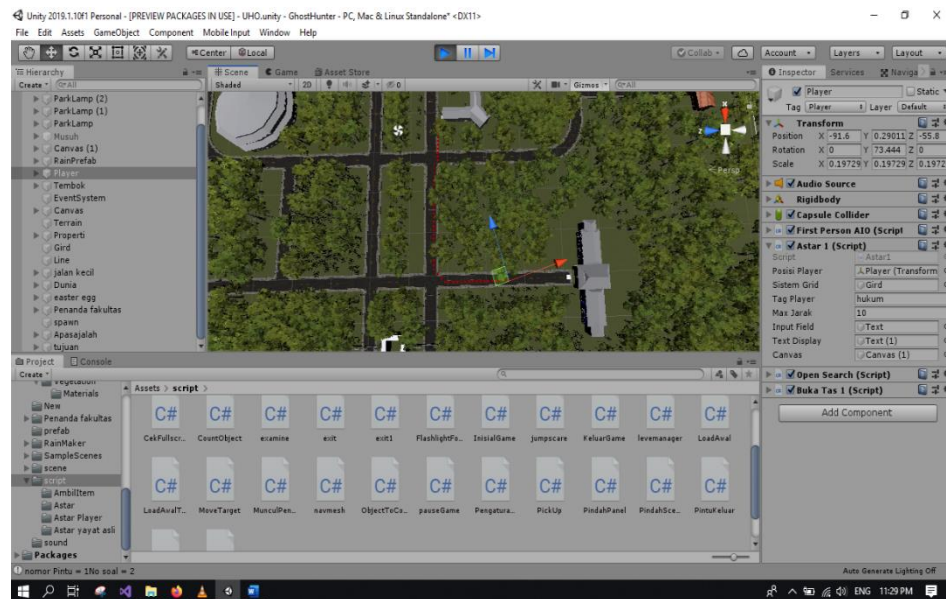 Unity 2019.1.10f1 Personal - [PREVIEW PACKAGES IN USE] - UHO.unity - GhostHunter - PC, Mac & Linux Standalone* <DX11>
File Edit Assets GameObject Component Mobile Input Window Help
Center Local Collab Account Layers Layout
Hierarchy
Create All
ParkLamp (2)
ParkLamp (1)
ParkLamp
Musuh
Canvas (1)
RainPrefab
Player
Tembok
EventSystem
Canvas
Terrain
Properti
Gird
Line
jalan kecil
Dunia
easter egg
Penanda fakultas
spawn
Apasajalah
tujuan
Scene Game Asset Store
Shaded 2D 0 Gizmos All
z
< Persp
Project Console
Create
vegetation
Materials
New
Penanda fakultas
prefab
RainMaker
SampleScenes
scene
script
AmbilItem
Astar
Astar Player
Astar yayat asli
sound
Packages
Assets > script >
C# C# C# C# C# C# C# C# C# C# C#
CekFullscr... CountObject examine exit exit1 FlashlightFo... InisialGame jumpscare KeluarGame levemanager LoadAval
C# C# C# C# C# C# C# C# C# C# C#
LoadAvalT... MoveTarget MunculPen... navmesh ObjectToCo... pauseGame Pengatura... PickUp PindahPanel PindahSce... PintuKeluar
Inspector Services Naviga
Player Static
Tag Player Layer Default
Transform
Position X -91.6 Y 0.29011 Z -55.8
Rotation X 0 Y 73.444 Z 0
Scale X 0.19729 Y 0.19729 Z 0.1972
Audio Source
Rigidbody
Capsule Collider
First Person AIO (Script
Astar 1 (Script)
Script Astar1
Posisi Player Player (Transform
Sistem Grid Gird
Tag Player hukum
Max Jarak 10
Input Field Text
Text Display Text (1)
Canvas Canvas (1)
Open Search (Script)
Buka Tas 1 (Script)
Add Component
nomor Pintu = 1No soal = 2
Auto Generate Lighting Off
ENG 11:29 PM